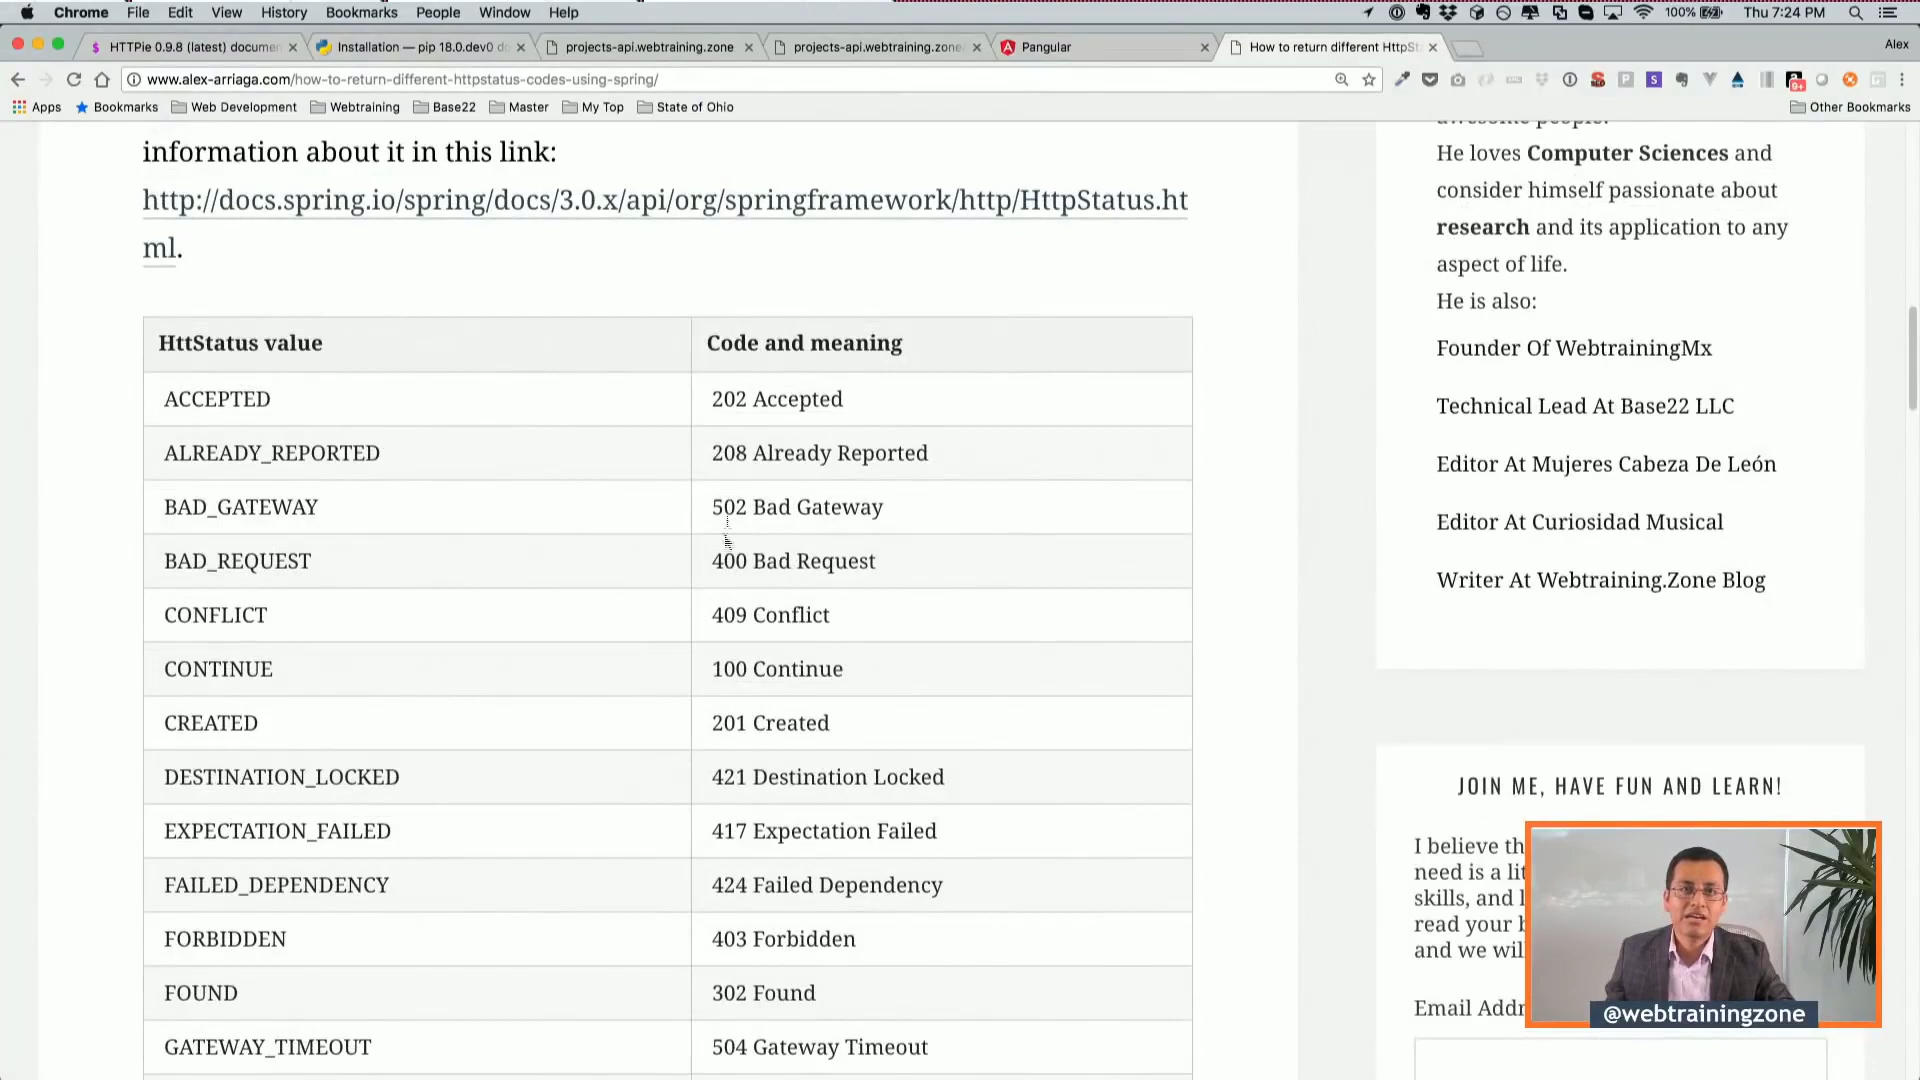 Chrome File Edit View History Bookmarks People Window Help 100% Thu 7:24 PM
HTTPie 0.9.8 (latest) documen
Installation — pip 18.0.dev0 do
projects-api.webtraining.zone
projects-api.webtraining.zone
Pangular
How to return different HttpSt
Alex
www.alex-arriaga.com/how-to-return-different-httpstatus-codes-using-spring/
Apps Bookmarks Web Development Webtraining Base22 Master My Top State of Ohio Other Bookmarks
information about it in this link:
http://docs.spring.io/spring/docs/3.0.x/api/org/springframework/http/HttpStatus.ht
ml.
HttStatus value Code and meaning
ACCEPTED 202 Accepted
ALREADY_REPORTED 208 Already Reported
BAD_GATEWAY 502 Bad Gateway
BAD_REQUEST 400 Bad Request
CONFLICT 409 Conflict
CONTINUE 100 Continue
CREATED 201 Created
DESTINATION_LOCKED 421 Destination Locked
EXPECTATION_FAILED 417 Expectation Failed
FAILED_DEPENDENCY 424 Failed Dependency
FORBIDDEN 403 Forbidden
FOUND 302 Found
GATEWAY_TIMEOUT 504 Gateway Timeout
awesome people.
He loves Computer Sciences and
consider himself passionate about
research and its application to any
aspect of life.
He is also:
Founder Of WebtrainingMx
Technical Lead At Base22 LLC
Editor At Mujeres Cabeza De León
Editor At Curiosidad Musical
Writer At Webtraining.Zone Blog
JOIN ME, HAVE FUN AND LEARN!
I believe th
need is a lit
skills, and l
read your b
and we wil
Email Addr
@webtrainingzone